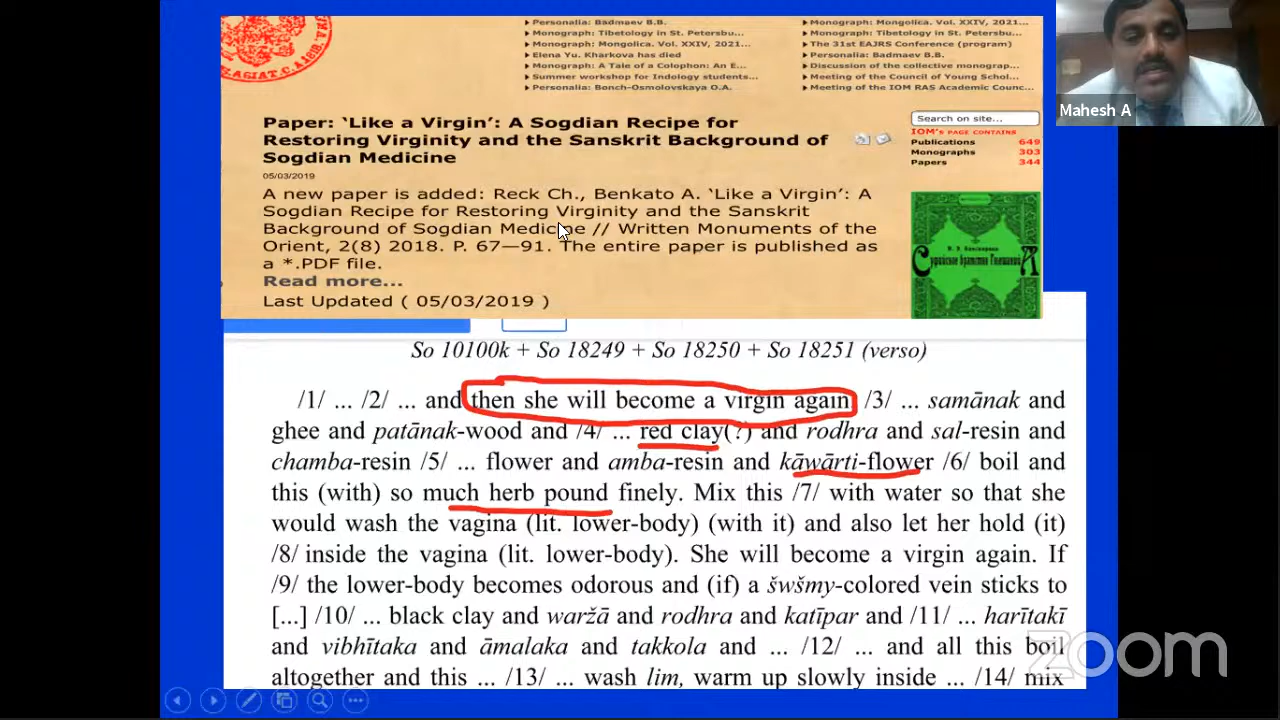 Personalia: Badmaev B.B.
Monograph: Tibetology in St. Petersbu...
Monograph: Mongolica. Vol. XXIV, 2021...
Elena Yu. Kharkova has died
Monograph: A Tale of a Colophon: An E...
Summer workshop for Indology students...
Personalia: Bonch-Osmolovskaya O.A.
Monograph: Mongolica. Vol. XXIV, 2021...
Monograph: Tibetology in St. Petersbu...
The 31st EAJRS Conference (program)
Personalia: Badmaev B.B.
Discussion of the collective monograp...
Meeting of the Council of Young Schol...
Meeting of the IOM RAS Academic Counc...
Mahesh A
Search on site...
IOM's PAGE CONTAINS
Publications 649
Monographs 303
Papers 344
Paper: ‘Like a Virgin’: A Sogdian Recipe for
Restoring Virginity and the Sanskrit Background of
Sogdian Medicine
05/03/2019
A new paper is added: Reck Ch., Benkato A. ‘Like a Virgin’: A
Sogdian Recipe for Restoring Virginity and the Sanskrit
Background of Sogdian Medicine // Written Monuments of the
Orient, 2(8) 2018. P. 67—91. The entire paper is published as
a *.PDF file.
Read more...
Last Updated ( 05/03/2019 )
So 10100k + So 18249 + So 18250 + So 18251 (verso)
/1/ ... /2/ ... and then she will become a virgin again /3/ ... samānak and
ghee and patānak-wood and /4/ ... red clay(?) and rodhra and sal-resin and
chamba-resin /5/ ... flower and amba-resin and kāwārti-flower /6/ boil and
this (with) so much herb pound finely. Mix this /7/ with water so that she
would wash the vagina (lit. lower-body) (with it) and also let her hold (it)
/8/ inside the vagina (lit. lower-body). She will become a virgin again. If
/9/ the lower-body becomes odorous and (if) a šwšmy-colored vein sticks to
[...] /10/ ... black clay and waržā and rodhra and katīpar and /11/ ... harītakī
and vibhītaka and āmalaka and takkola and ... /12/ ... and all this boil
altogether and this ... /13/ ... wash lim, warm up slowly inside ... /14/ mix
zoom